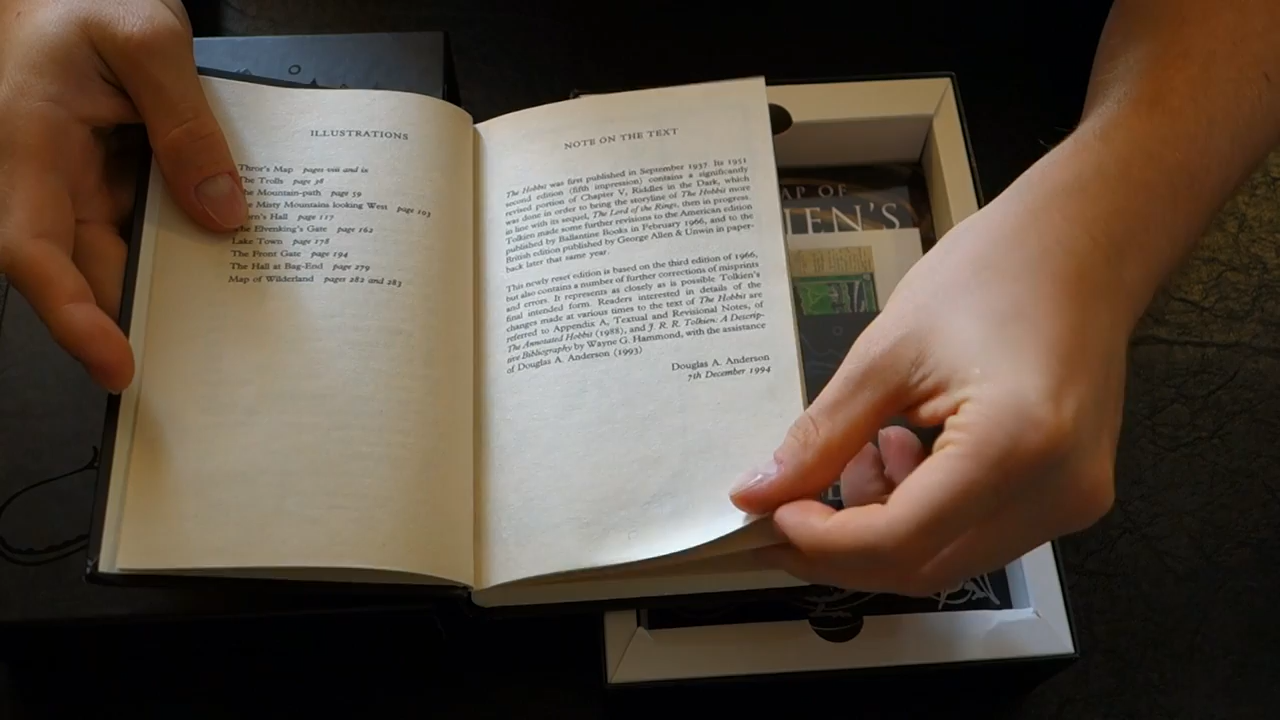 ILLUSTRATIONS
Thror's Map pages viii and ix
The Trolls page 38
he Mountain-path page 59
e Misty Mountains looking West page 103
orn's Hall page 117
he Elvenking's Gate page 162
Lake Town page 178
The Front Gate page 194
The Hall at Bag-End page 279
Map of Wilderland pages 282 and 283
NOTE ON THE TEXT
The Hobbit was first published in September 1937. Its 1951
second edition (fifth impression) contains a significantly
revised portion of Chapter V, Riddles in the Dark, which
was done in order to bring the storyline of The Hobbit more
in line with its sequel, The Lord of the Rings, then in progress.
Tolkien made some further revisions to the American edition
published by Ballantine Books in February 1966, and to the
British edition published by George Allen & Unwin in paper-
back later that same year.
This newly reset edition is based on the third edition of 1966,
but also contains a number of further corrections of misprints
and errors. It represents as closely as is possible Tolkien's
final intended form. Readers interested in details of the
changes made at various times to the text of The Hobbit are
referred to Appendix A, Textual and Revisional Notes, of
The Annotated Hobbit (1988), and J. R. R. Tolkien: A Descrip-
tive Bibliography by Wayne G. Hammond, with the assistance
of Douglas A. Anderson (1993)
Douglas A. Anderson
7th December 1994
AP OF
IEN'S